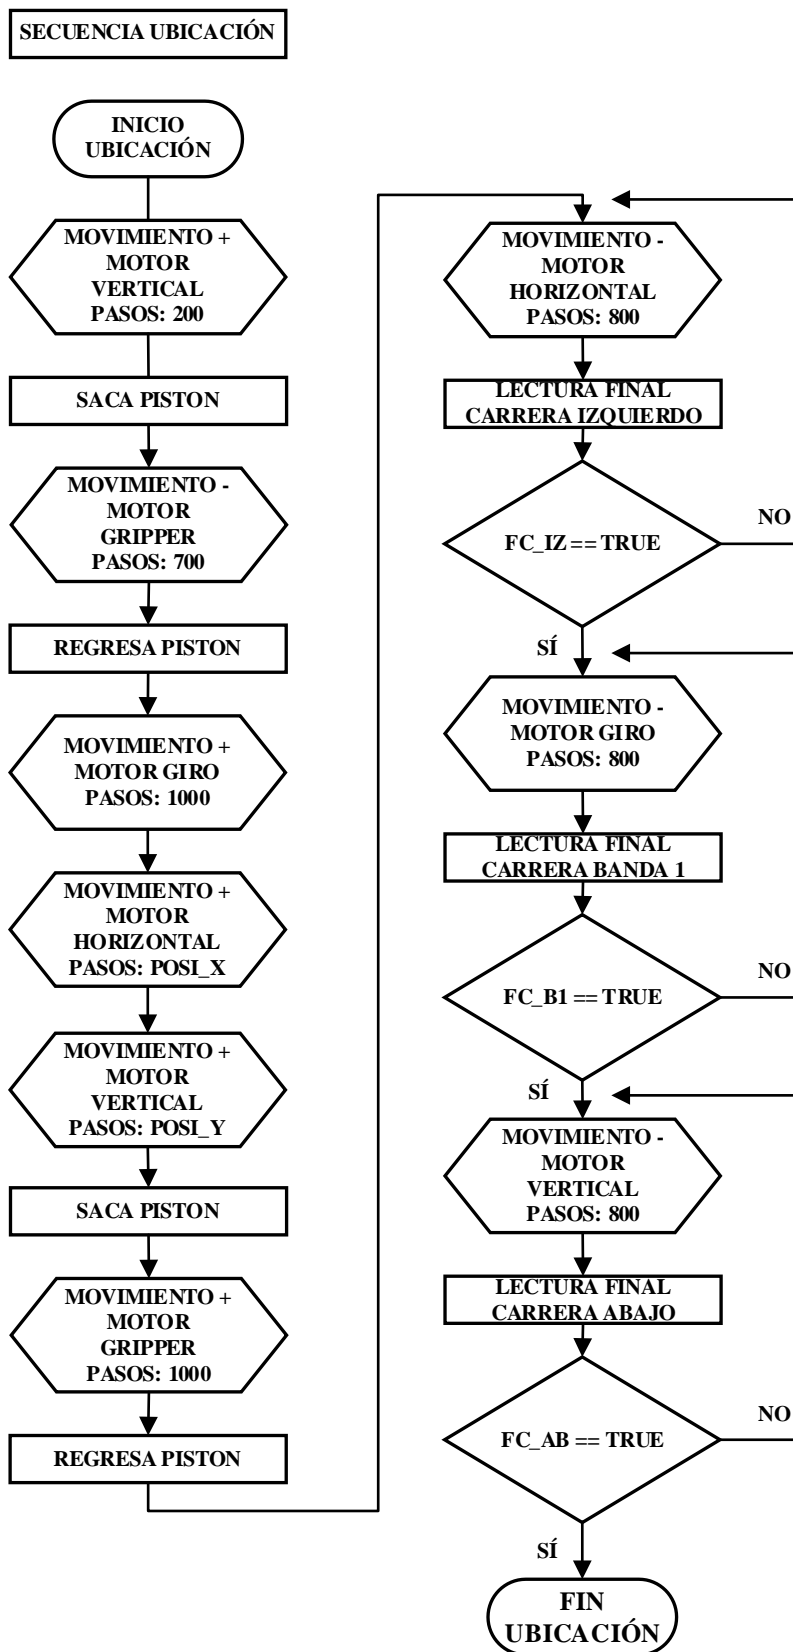 SECUENCIA UBICACIÓN
INICIO
UBICACIÓN
MOVIMIENTO +
MOTOR
VERTICAL
PASOS: 200
SACA PISTON
MOVIMIENTO -
MOTOR
GRIPPER
PASOS: 700
REGRESA PISTON
MOVIMIENTO +
MOTOR GIRO
PASOS: 1000
MOVIMIENTO +
MOTOR
HORIZONTAL
PASOS: POSI_X
MOVIMIENTO +
MOTOR
VERTICAL
PASOS: POSI_Y
SACA PISTON
MOVIMIENTO +
MOTOR
GRIPPER
PASOS: 1000
REGRESA PISTON
MOVIMIENTO -
MOTOR
HORIZONTAL
PASOS: 800
LECTURA FINAL
CARRERA IZQUIERDO
FC_IZ == TRUE
NO
SÍ
MOVIMIENTO -
MOTOR GIRO
PASOS: 800
LECTURA FINAL
CARRERA BANDA 1
FC_B1 == TRUE
NO
SÍ
MOVIMIENTO -
MOTOR
VERTICAL
PASOS: 800
LECTURA FINAL
CARRERA ABAJO
FC_AB == TRUE
NO
SÍ
FIN
UBICACIÓN